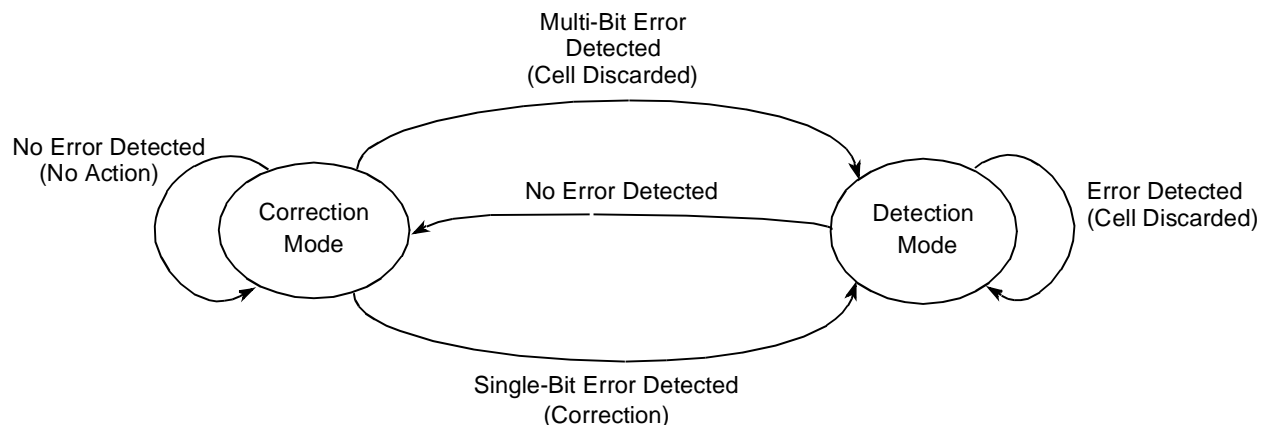 Multi-Bit Error
Detected
(Cell Discarded)
No Error Detected
(No Action)
No Error Detected
Error Detected
(Cell Discarded)
Correction
Mode
Detection
Mode
Single-Bit Error Detected
(Correction)